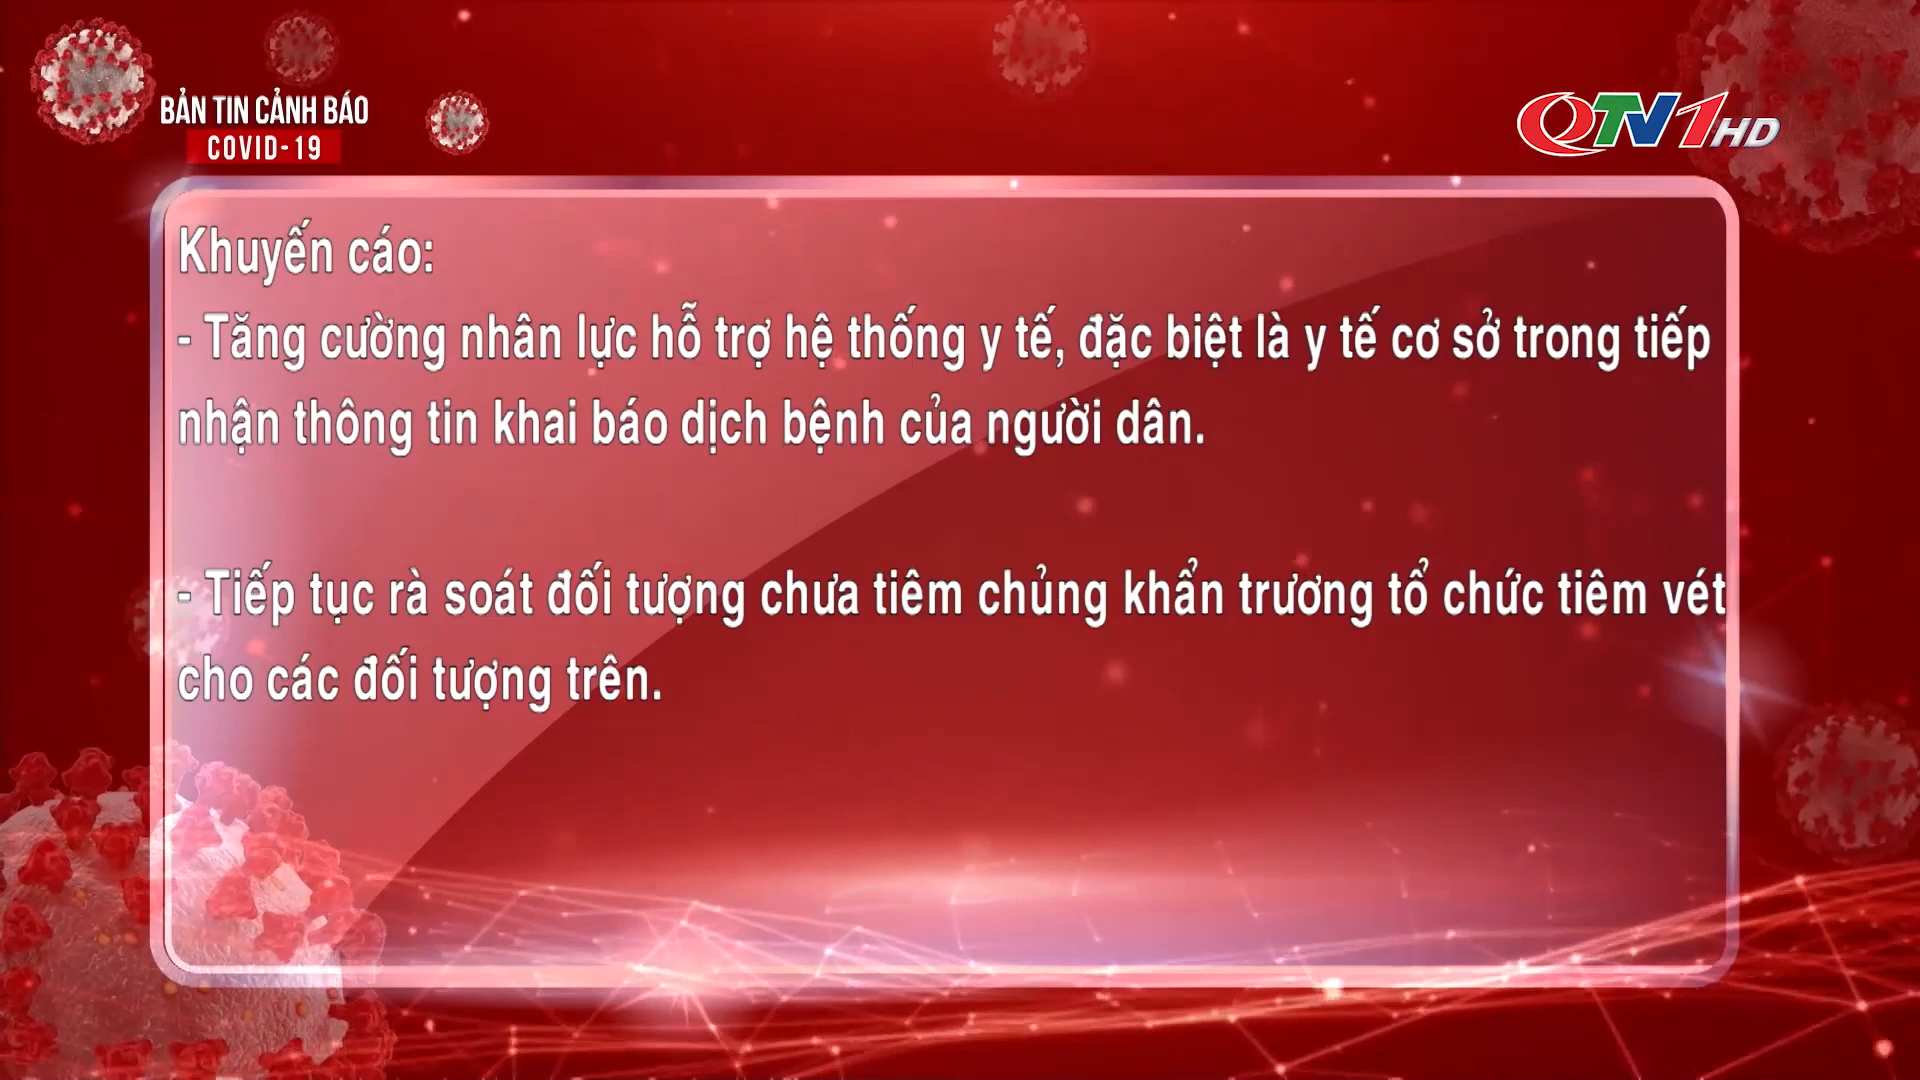 BẢN TIN CẢNH BÁO
COVID-19
QTV1HD
Khuyến cáo:
- Tăng cường nhân lực hỗ trợ hệ thống y tế, đặc biệt là y tế cơ sở trong tiếp
nhận thông tin khai báo dịch bệnh của người dân.
- Tiếp tục rà soát đối tượng chưa tiêm chủng khẩn trương tổ chức tiêm vét
cho các đối tượng trên.